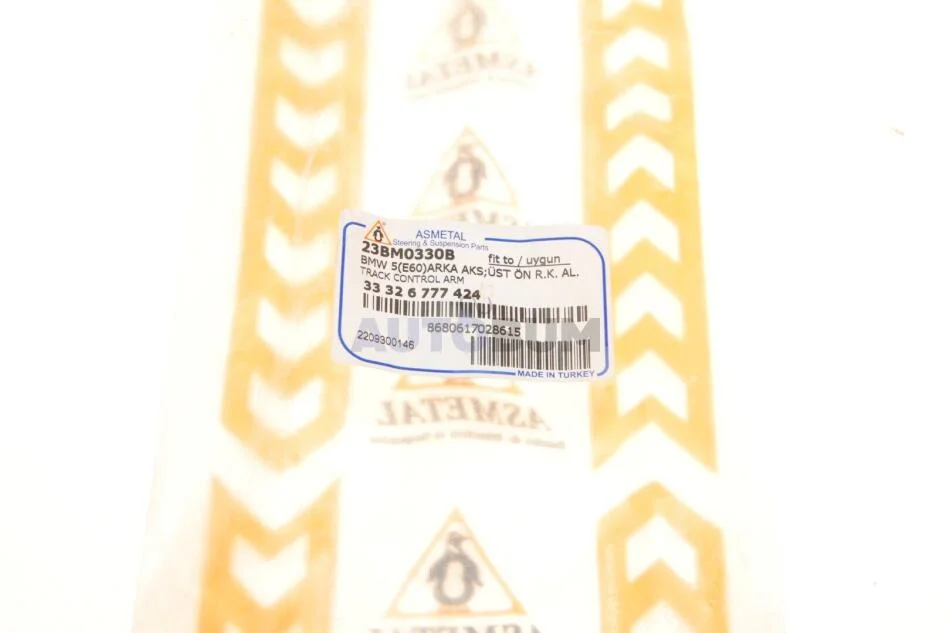 ASMETAL
ASMETAL
Steering & Suspension Parts
23BM0330B
fit to / uygun
BMW 5(E60)ARKA AKS;ÜST ÖN R.K. AL.
TRACK CONTROL ARM
33 32 6 777 424
8680617028615
2209300146
MADE IN TURKEY
ASMETAL